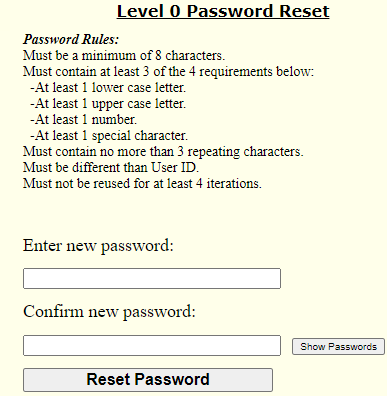 Level 0 Password Reset
Password Rules:
Must be a minimum of 8 characters.
Must contain at least 3 of the 4 requirements below:
-At least 1 lower case letter.
-At least 1 upper case letter.
-At least 1 number.
-At least 1 special character.
Must contain no more than 3 repeating characters.
Must be different than User ID.
Must not be reused for at least 4 iterations.
Enter new password:
Confirm new password:
Show Passwords
Reset Password